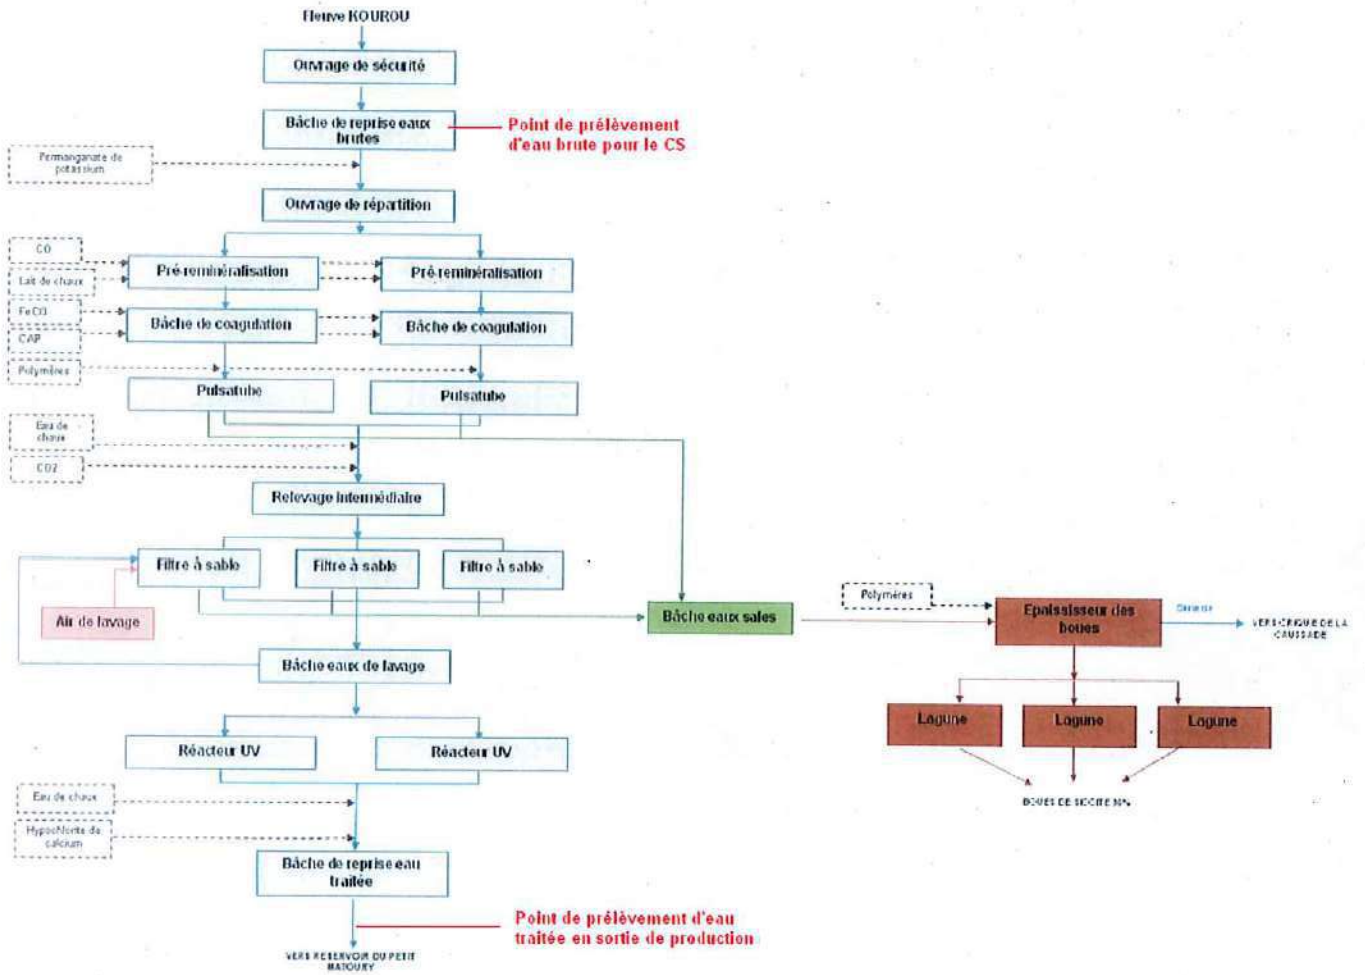 Fleuve KOUROU
Ouvrage de sécurité
Bâche de reprise eaux
brutes
Point de prélèvement
d'eau brute pour le CS
Permanganate de
potassium
Ouvrage de répartition
CO
Lait de chaux
Pré-reminéralisation
Pré-reminéralisation
FeCl3
CAP
Bâche de coagulation
Bâche de coagulation
Polymères
Pulsatube
Pulsatube
Eau de
chaux
CO2
Relevage intermédiaire
Filtre à sable
Filtre à sable
Filtre à sable
Air de lavage
Bâche eaux sales
Polymères
Epaississeur des
boues
VERS CRIQUE DE LA
CAUSSADE
Bâche eaux de lavage
Lagune
Lagune
Lagune
Réacteur UV
Réacteur UV
BOUES DE SICCITE 30%
Eau de chaux
Hypochlorite de
calcium
Bâche de reprise eau
traitée
Point de prélèvement d'eau
traitée en sortie de production
VERS RESERVOIR DU PETIT
MATOURY